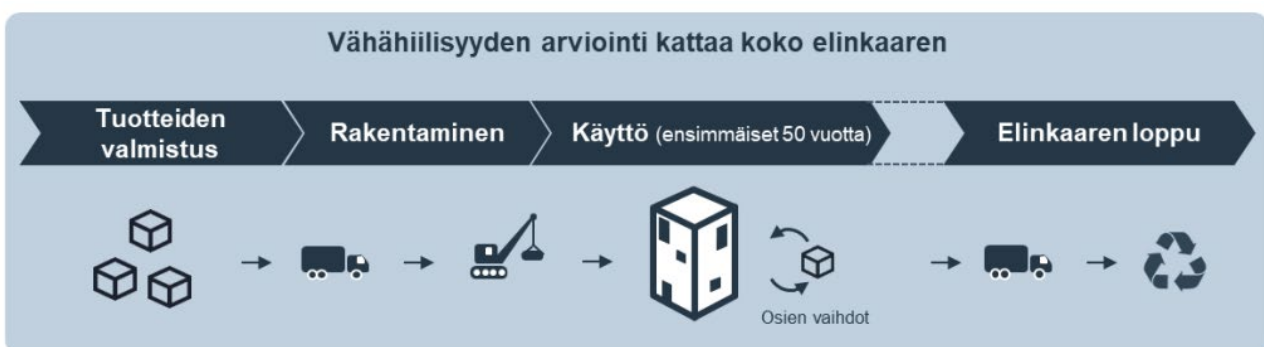 Vähähiilisyyden arviointi kattaa koko elinkaaren
Tuotteiden
valmistus
Rakentaminen
Käyttö (ensimmäiset 50 vuotta)
Elinkaaren loppu
Osien vaihdot